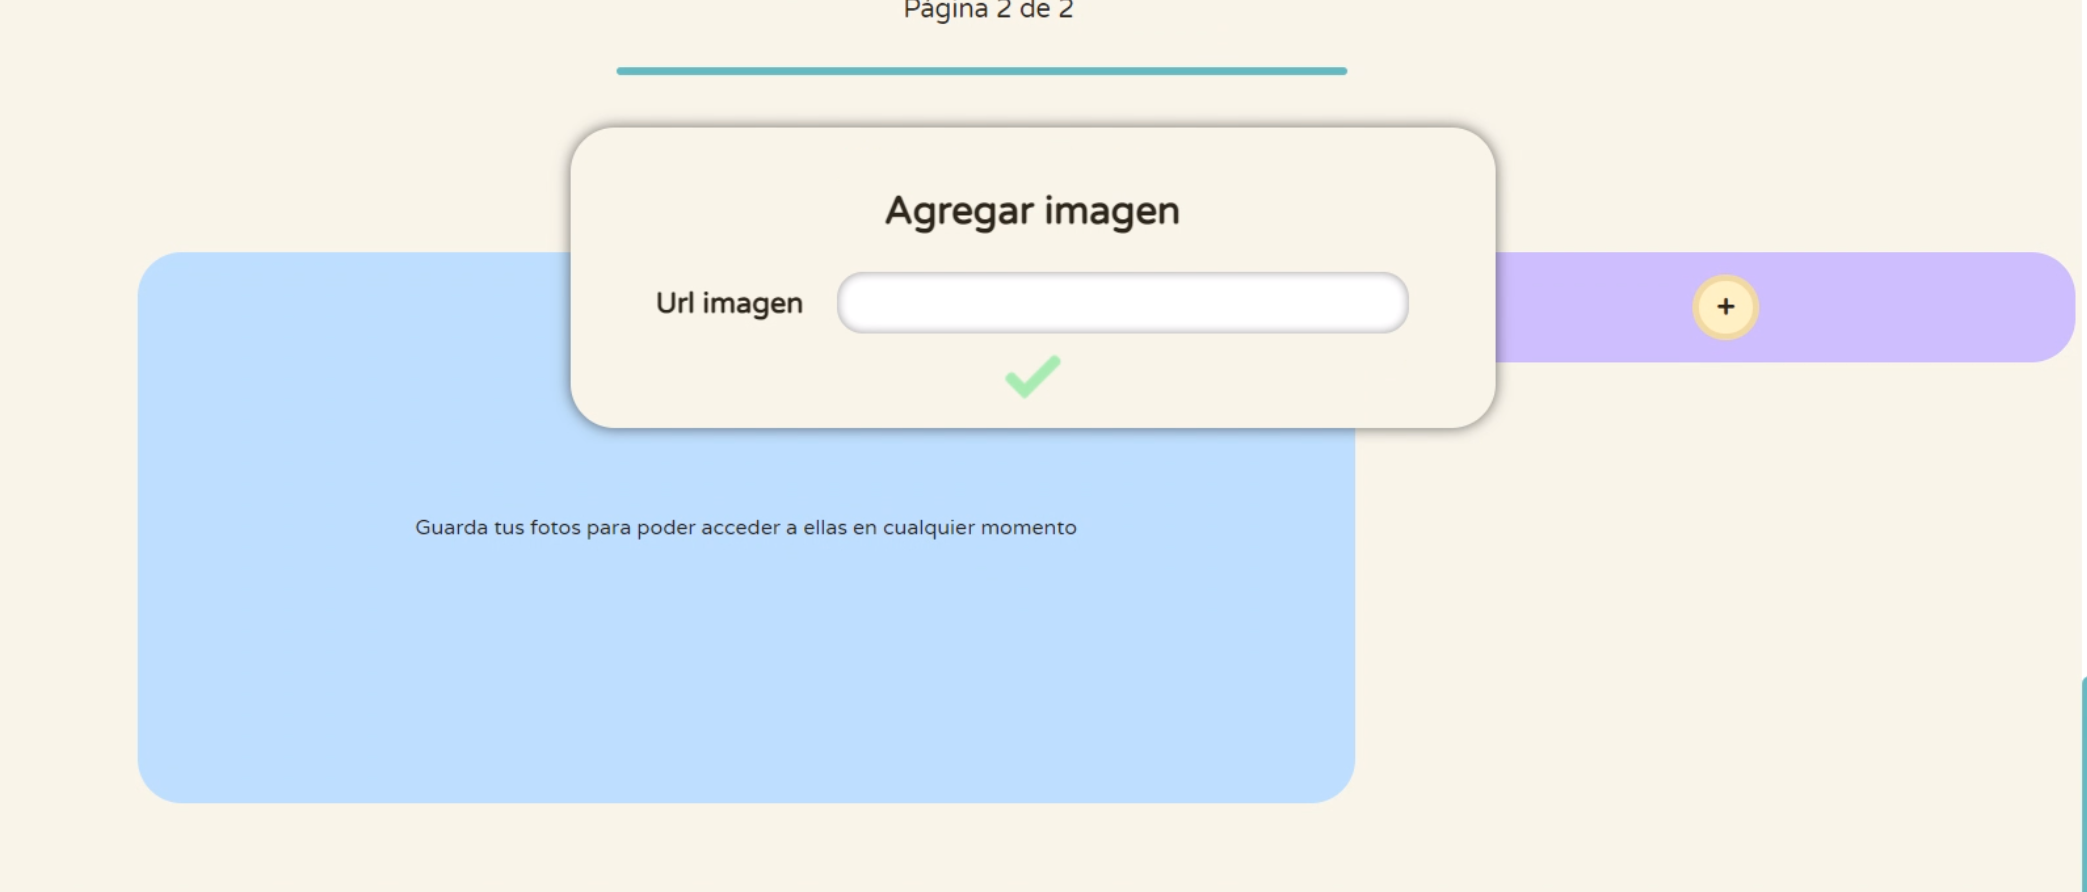 Página 2 de 2
Agregar imagen
Url imagen
+
Guarda tus fotos para poder acceder a ellas en cualquier momento